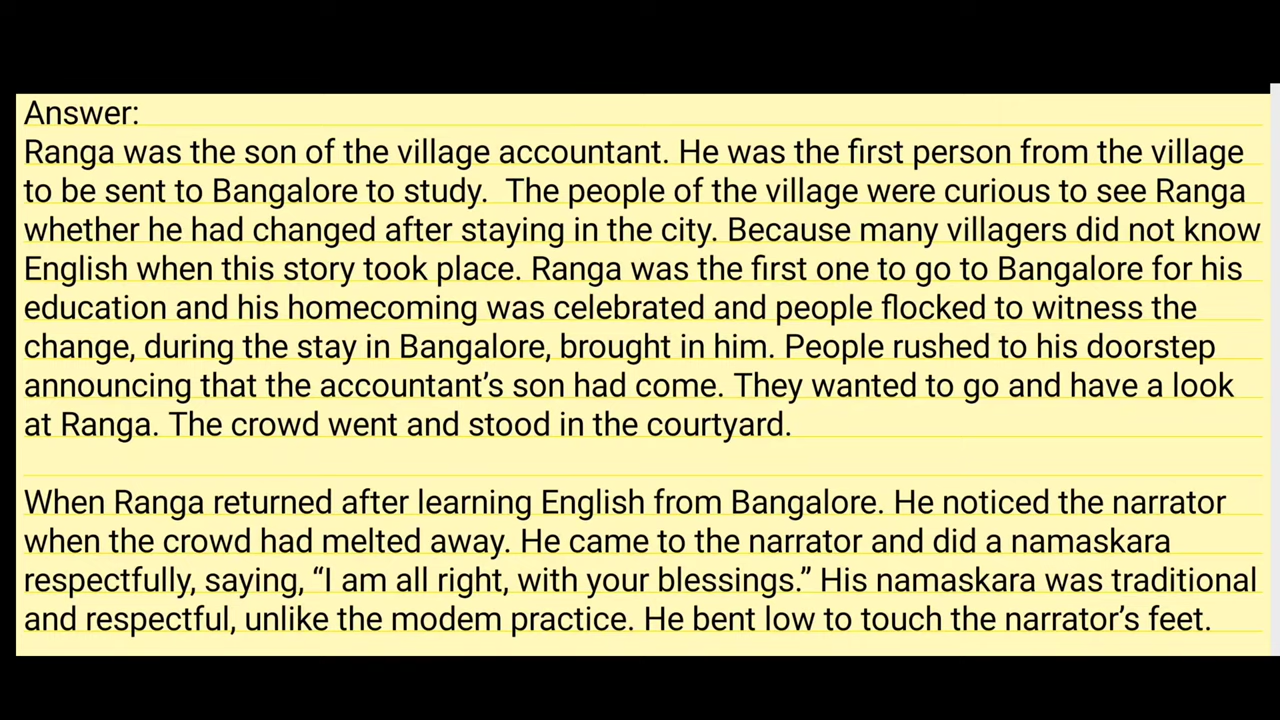 Answer:
Ranga was the son of the village accountant. He was the first person from the village
to be sent to Bangalore to study.  The people of the village were curious to see Ranga
whether he had changed after staying in the city. Because many villagers did not know
English when this story took place. Ranga was the first one to go to Bangalore for his
education and his homecoming was celebrated and people flocked to witness the
change, during the stay in Bangalore, brought in him. People rushed to his doorstep
announcing that the accountant’s son had come. They wanted to go and have a look
at Ranga. The crowd went and stood in the courtyard.
When Ranga returned after learning English from Bangalore. He noticed the narrator
when the crowd had melted away. He came to the narrator and did a namaskara
respectfully, saying, “I am all right, with your blessings.” His namaskara was traditional
and respectful, unlike the modem practice. He bent low to touch the narrator’s feet.